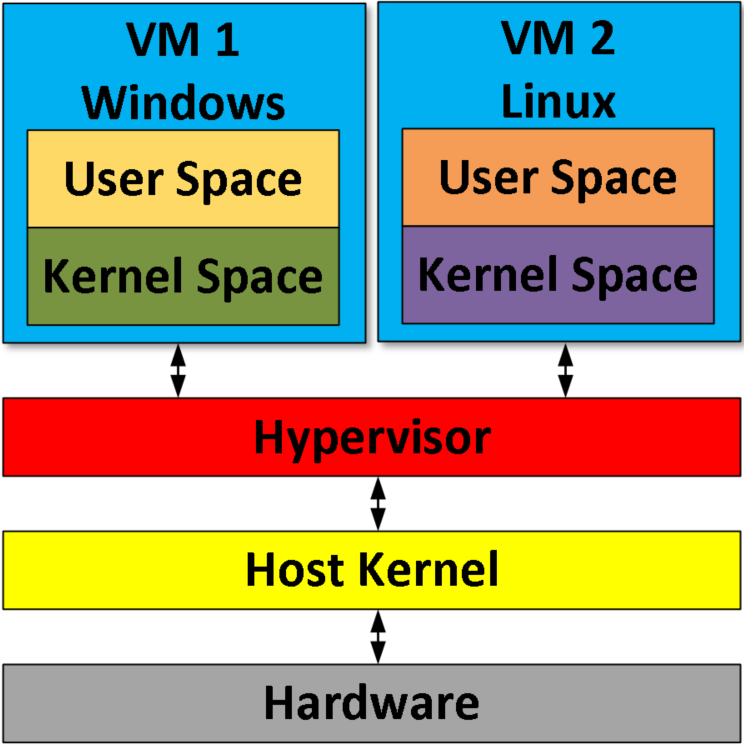 VM 1
Windows
User Space
Kernel Space
VM 2
Linux
User Space
Kernel Space
Hypervisor
Host Kernel
Hardware